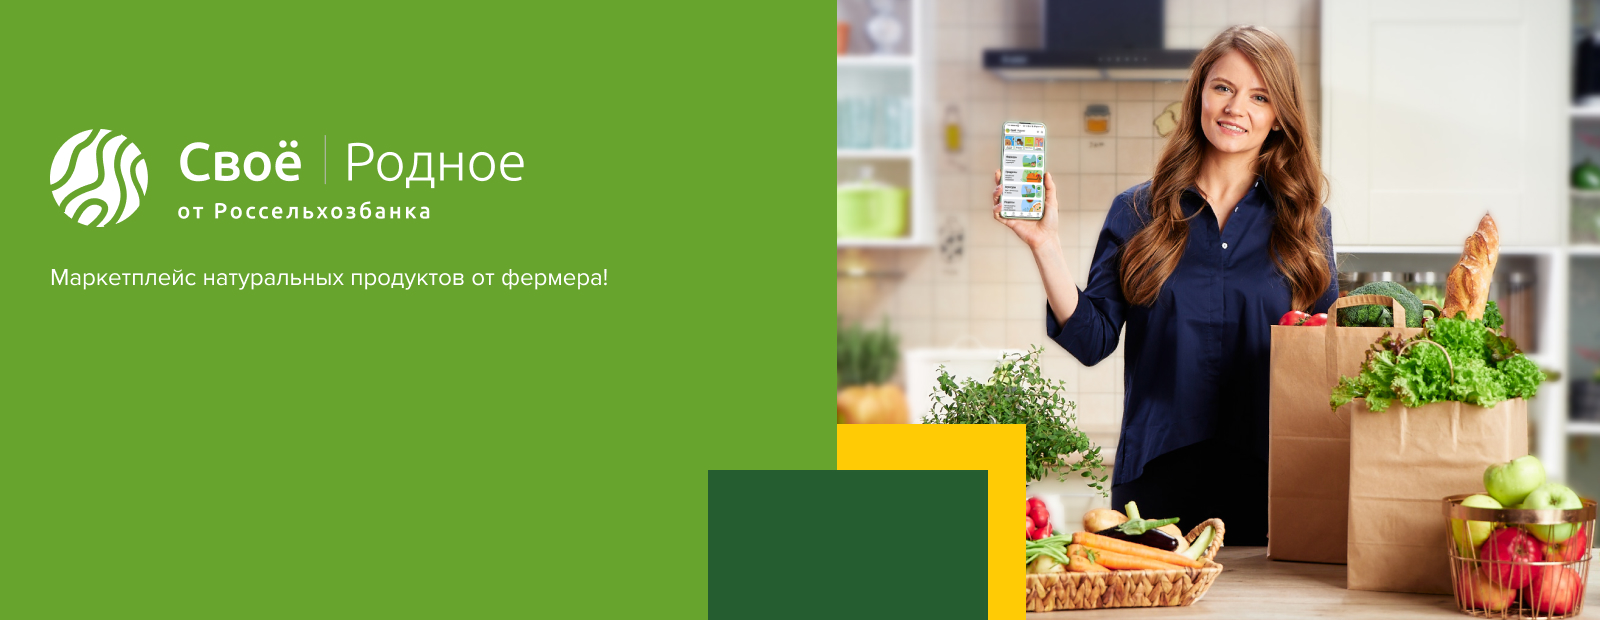 Своё | Родное
от Россельхозбанка
Маркетплейс натуральных продуктов от фермера!